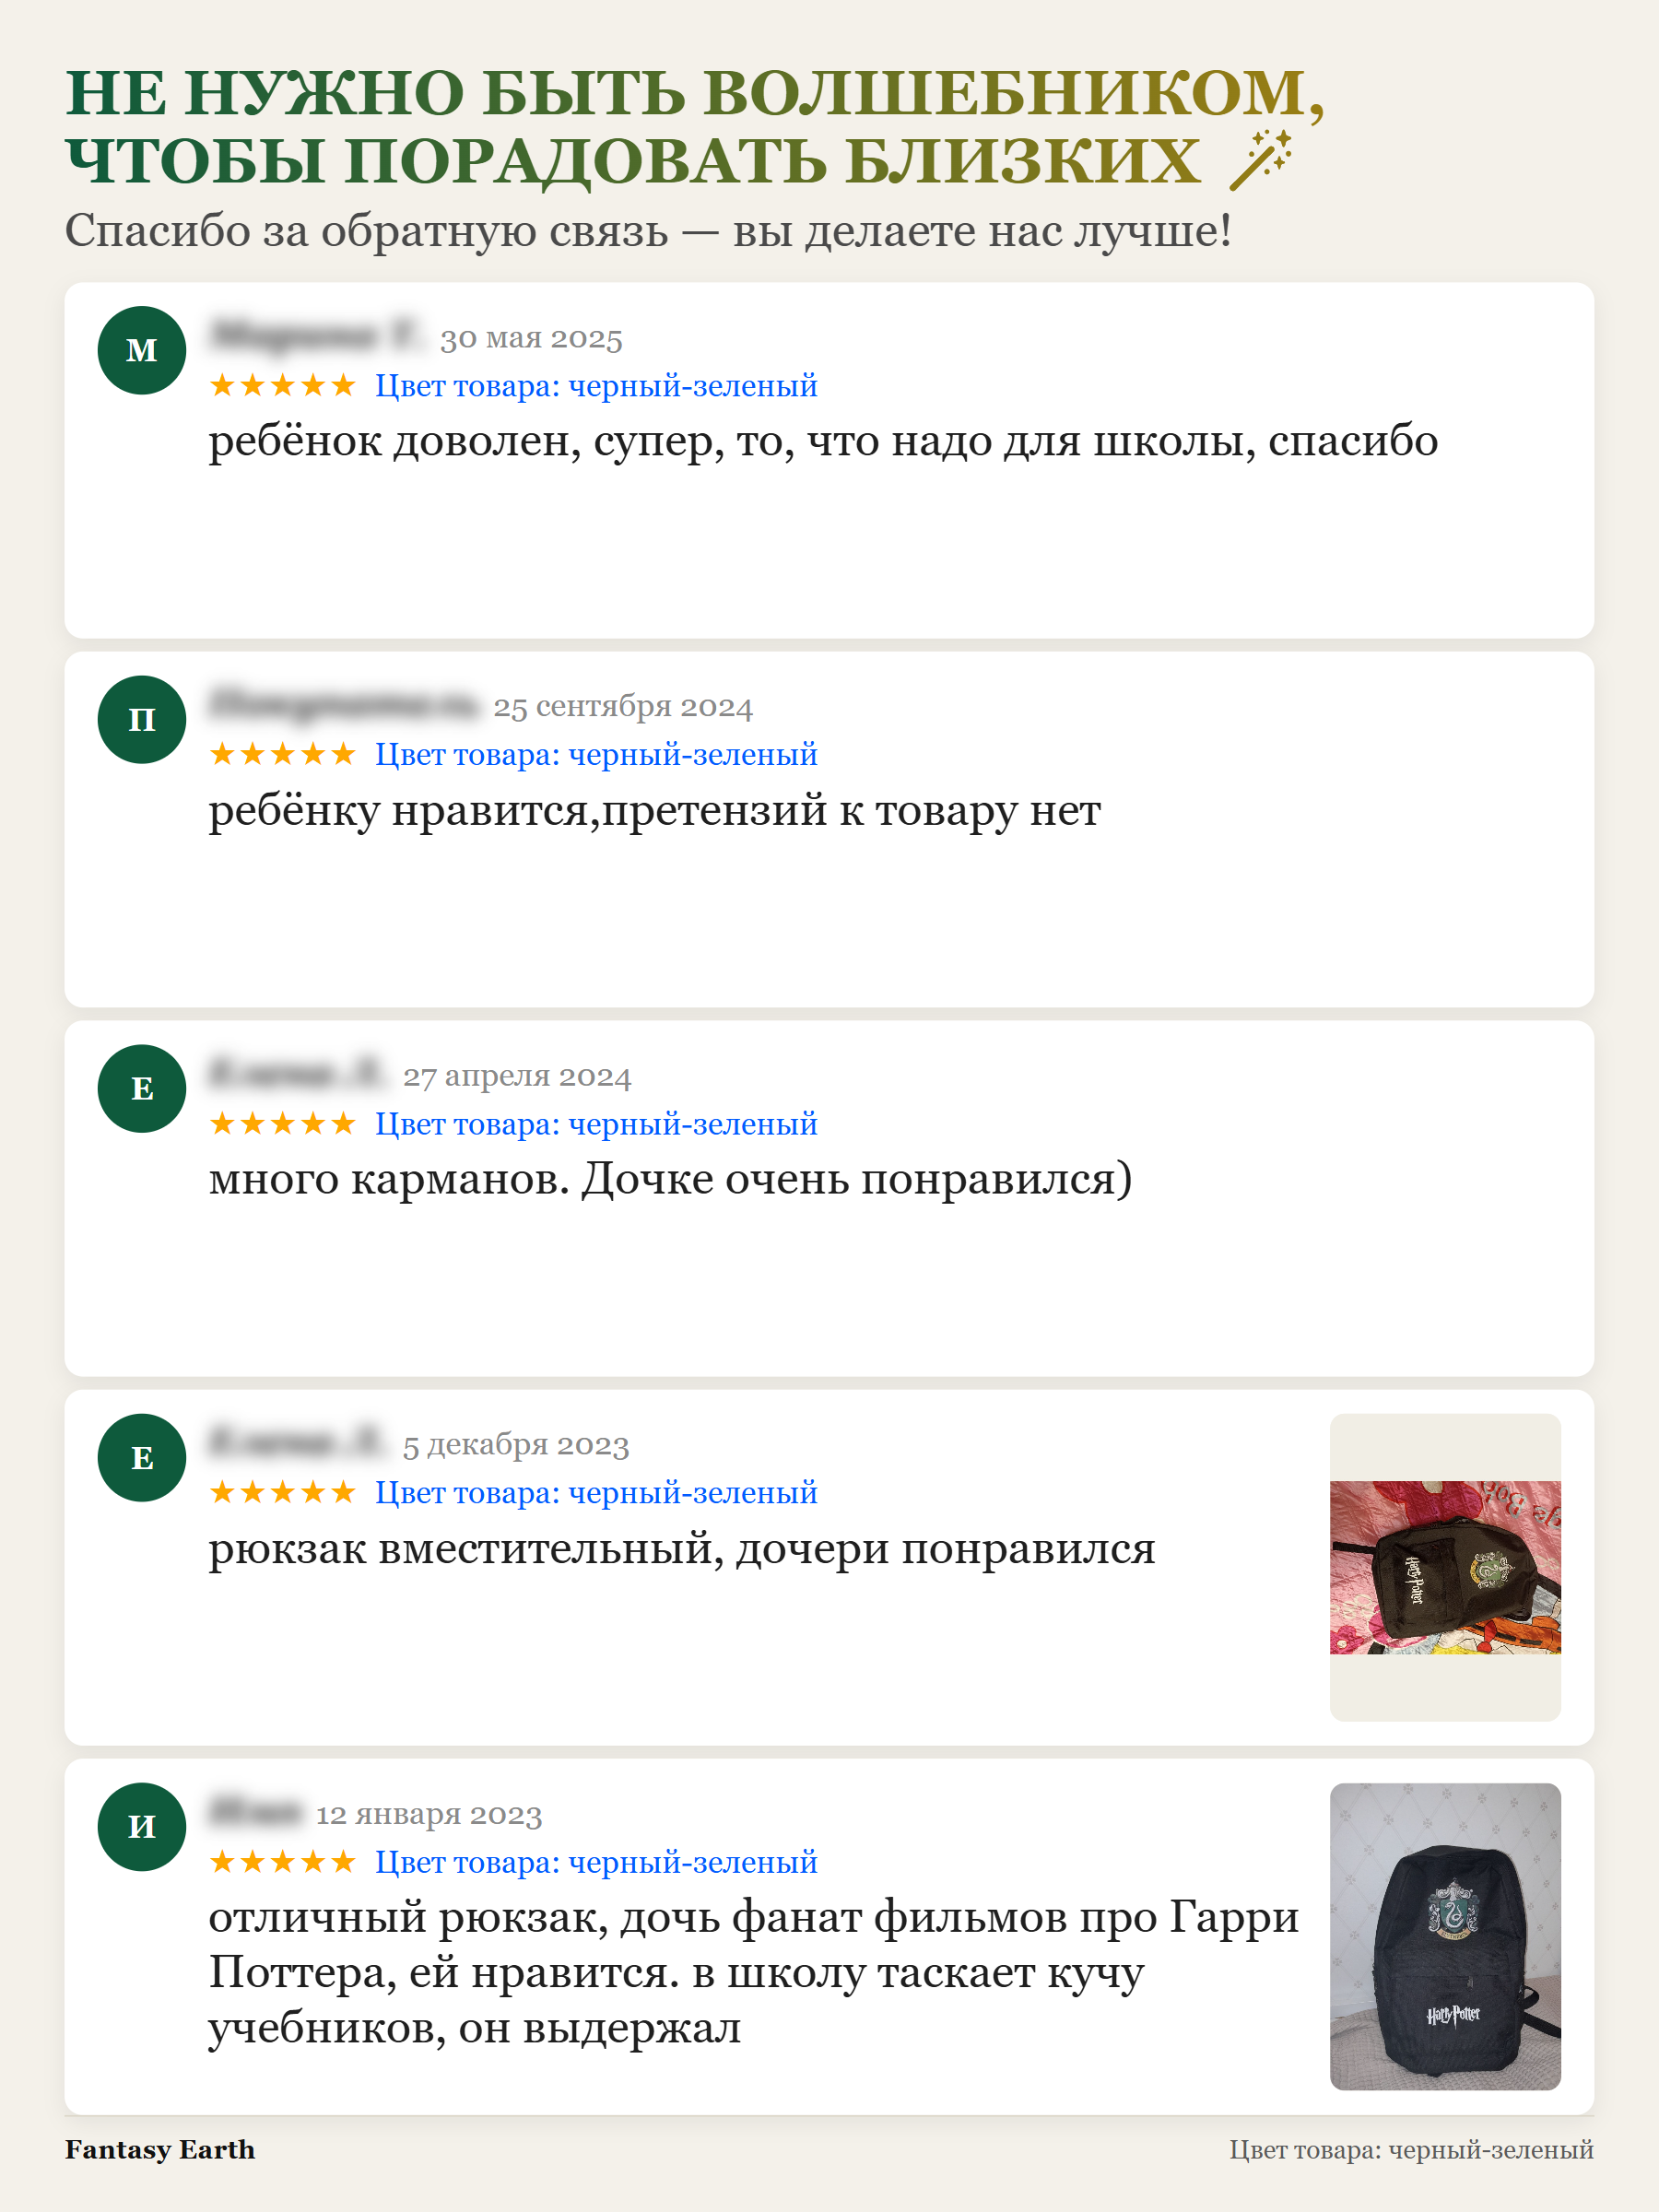 НЕ НУЖНО БЫТЬ ВОЛШЕБНИКОМ,
ЧТОБЫ ПОРАДОВАТЬ БЛИЗКИХ
Спасибо за обратную связь — вы делаете нас лучше!
М
30 мая 2025
★★★★★ Цвет товара: черный-зеленый
ребёнок доволен, супер, то, что надо для школы, спасибо
П
25 сентября 2024
★★★★★ Цвет товара: черный-зеленый
ребёнку нравится,претензий к товару нет
Е
27 апреля 2024
★★★★★ Цвет товара: черный-зеленый
много карманов. Дочке очень понравился)
Е
5 декабря 2023
★★★★★ Цвет товара: черный-зеленый
рюкзак вместительный, дочери понравился
Harry Potter
И
12 января 2023
★★★★★ Цвет товара: черный-зеленый
отличный рюкзак, дочь фанат фильмов про Гарри
Поттера, ей нравится. в школу таскает кучу
учебников, он выдержал
Harry Potter
Fantasy Earth
Цвет товара: черный-зеленый